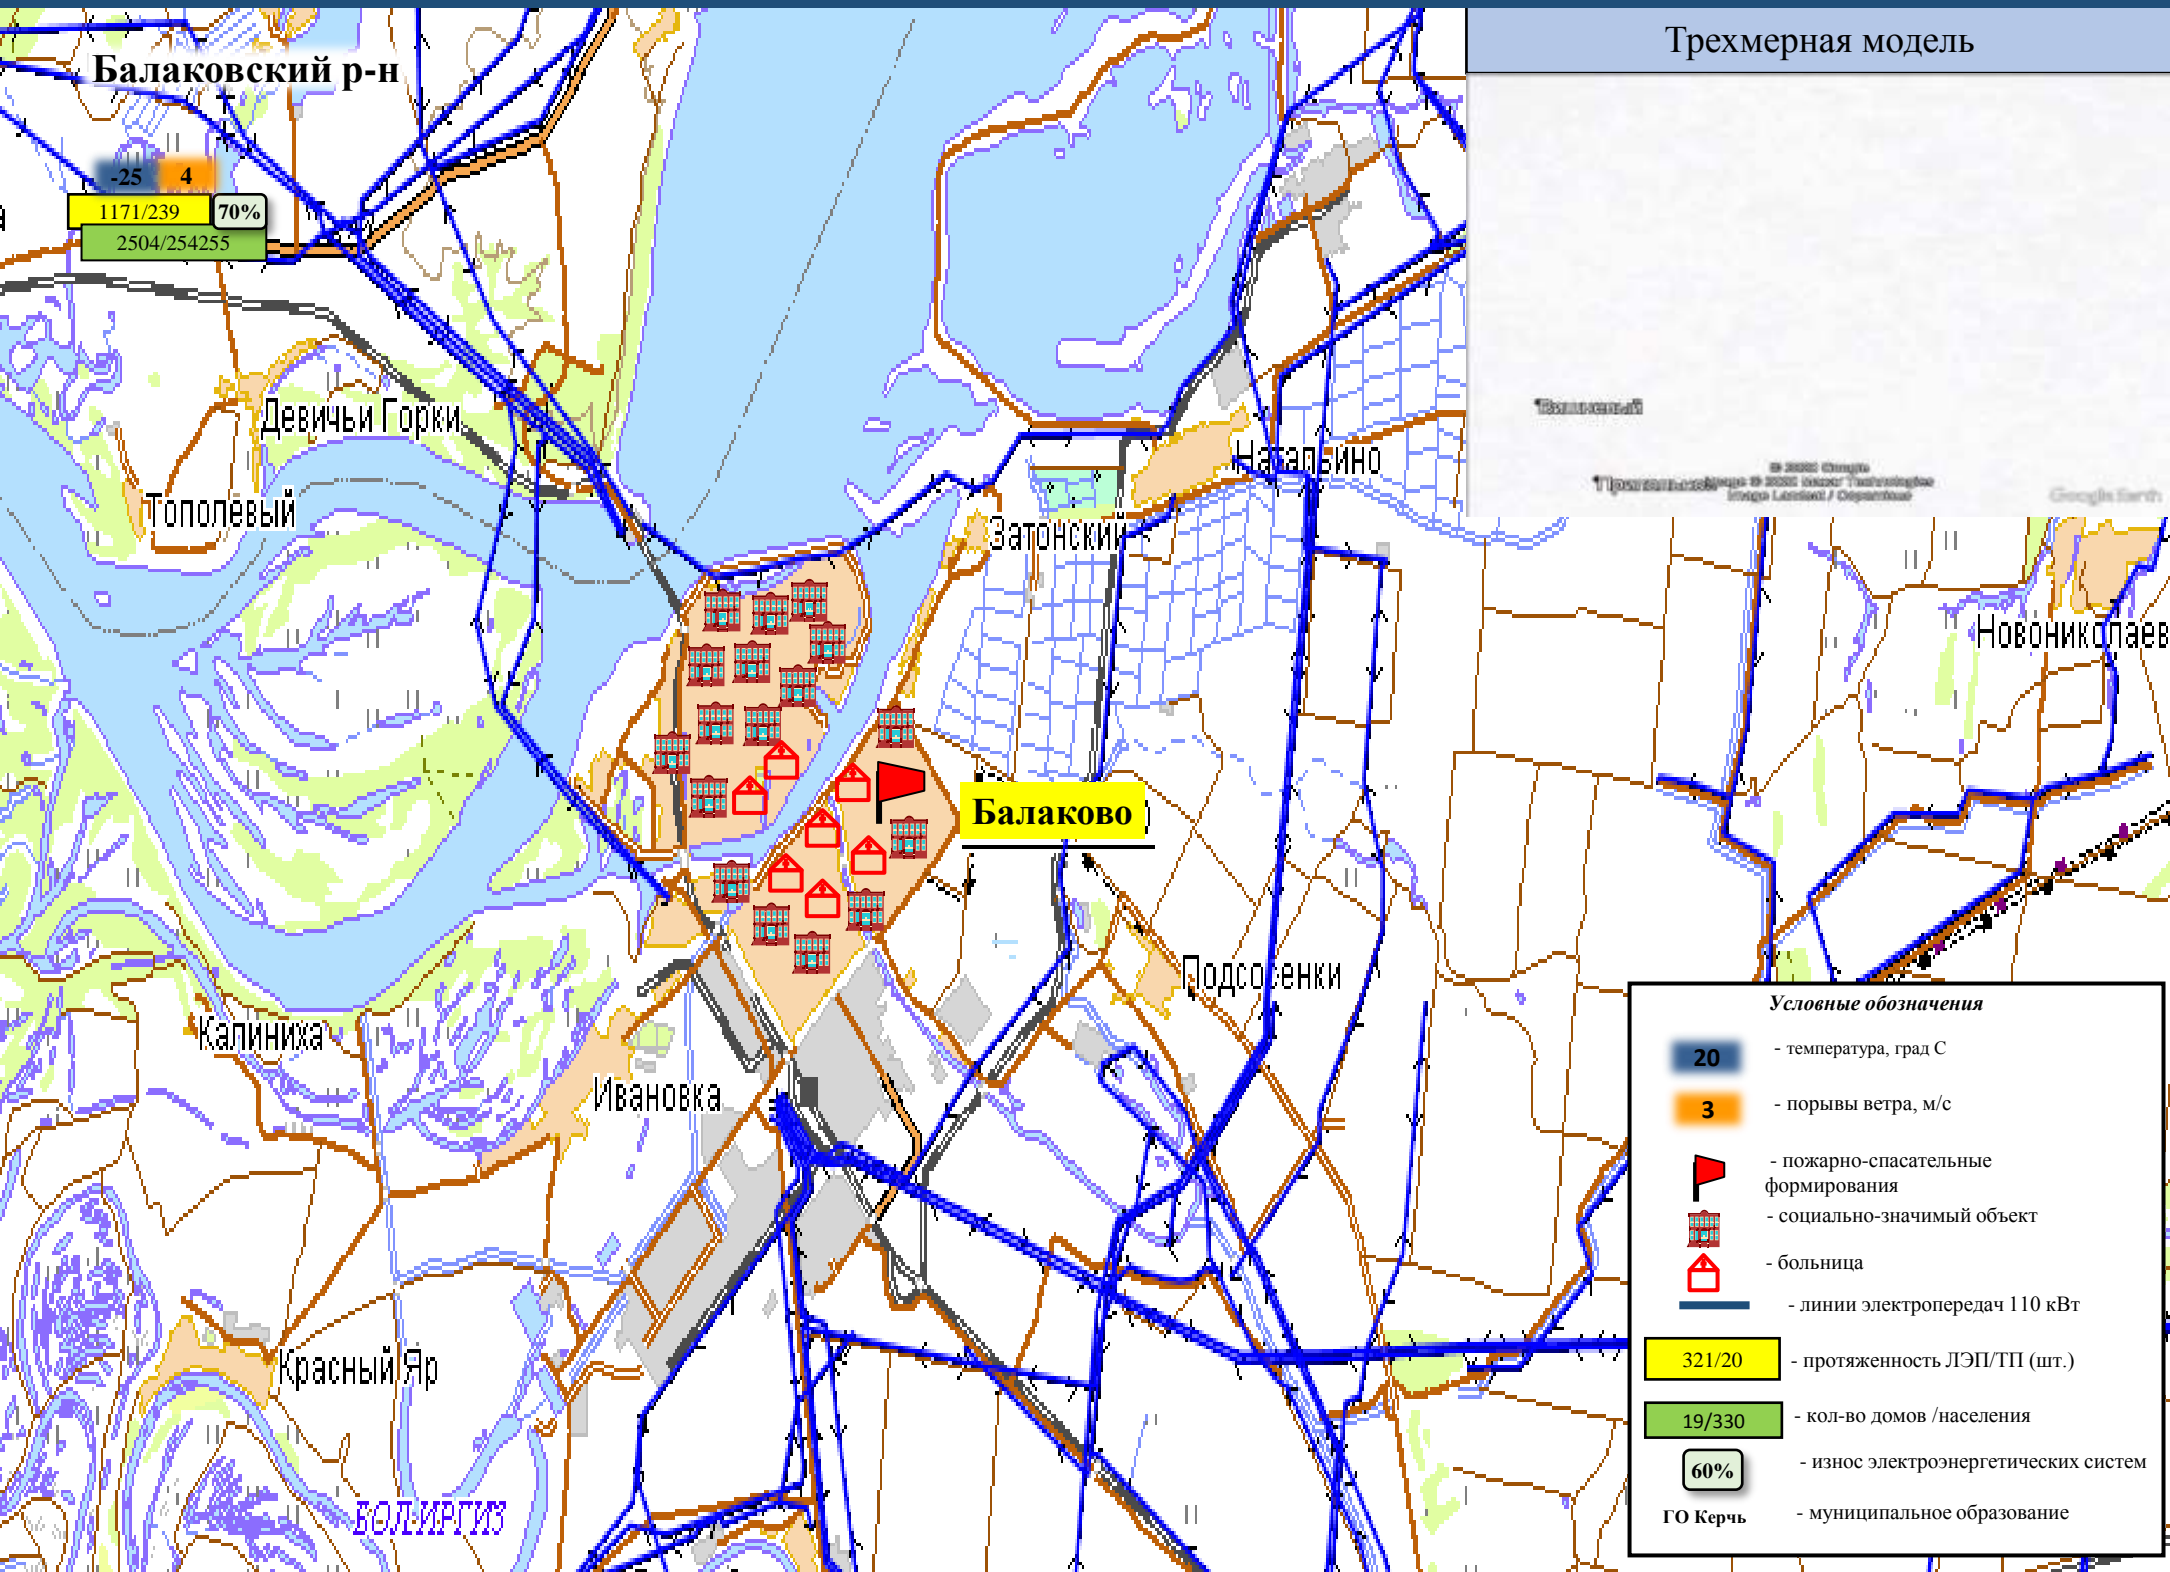 Трехмерная модель
Балаковский р-н
-25 4
1171/239 70%
2504/254255
Девичьи Горки
Тополевый
Натальино
Затонский
Новониколаев
Балаково
Подсосенки
Калиниха
Ивановка
Красный Яр
БОЛ.ИРГИЗ
Google Earth
Условные обозначения
20 - температура, град С
3 - порывы ветра, м/с
- пожарно-спасательные
формирования
- социально-значимый объект
- больница
- линии электропередач 110 кВт
321/20 - протяженность ЛЭП/ТП (шт.)
19/330 - кол-во домов /населения
60% - износ электроэнергетических систем
ГО Керчь - муниципальное образование